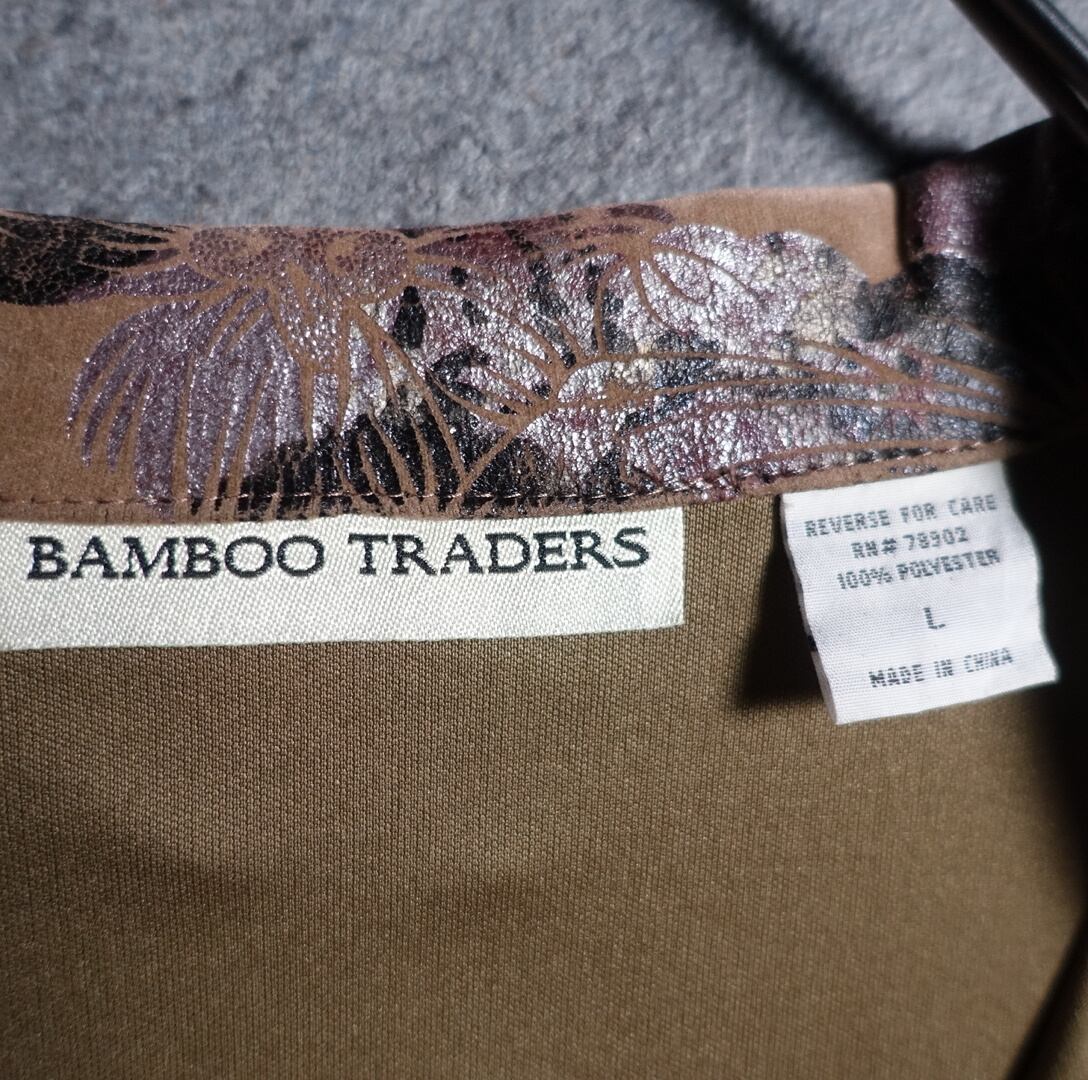 BAMBOO TRADERS
REVERSE FOR CARE
RN# 78902
100% POLYESTER
L
MADE IN CHINA